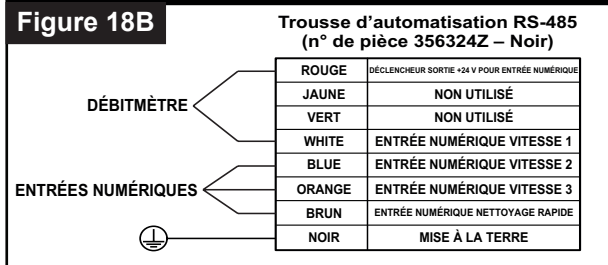 Figure 18B
Trousse d'automatisation RS-485
(n° de pièce 356324Z – Noir)
DÉBITMÈTRE
ENTRÉES NUMÉRIQUES
ROUGE DÉCLENCHEUR SORTIE +24 V POUR ENTRÉE NUMÉRIQUE
JAUNE NON UTILISÉ
VERT NON UTILISÉ
WHITE ENTRÉE NUMÉRIQUE VITESSE 1
BLUE ENTRÉE NUMÉRIQUE VITESSE 2
ORANGE ENTRÉE NUMÉRIQUE VITESSE 3
BRUN ENTRÉE NUMÉRIQUE NETTOYAGE RAPIDE
NOIR MISE À LA TERRE